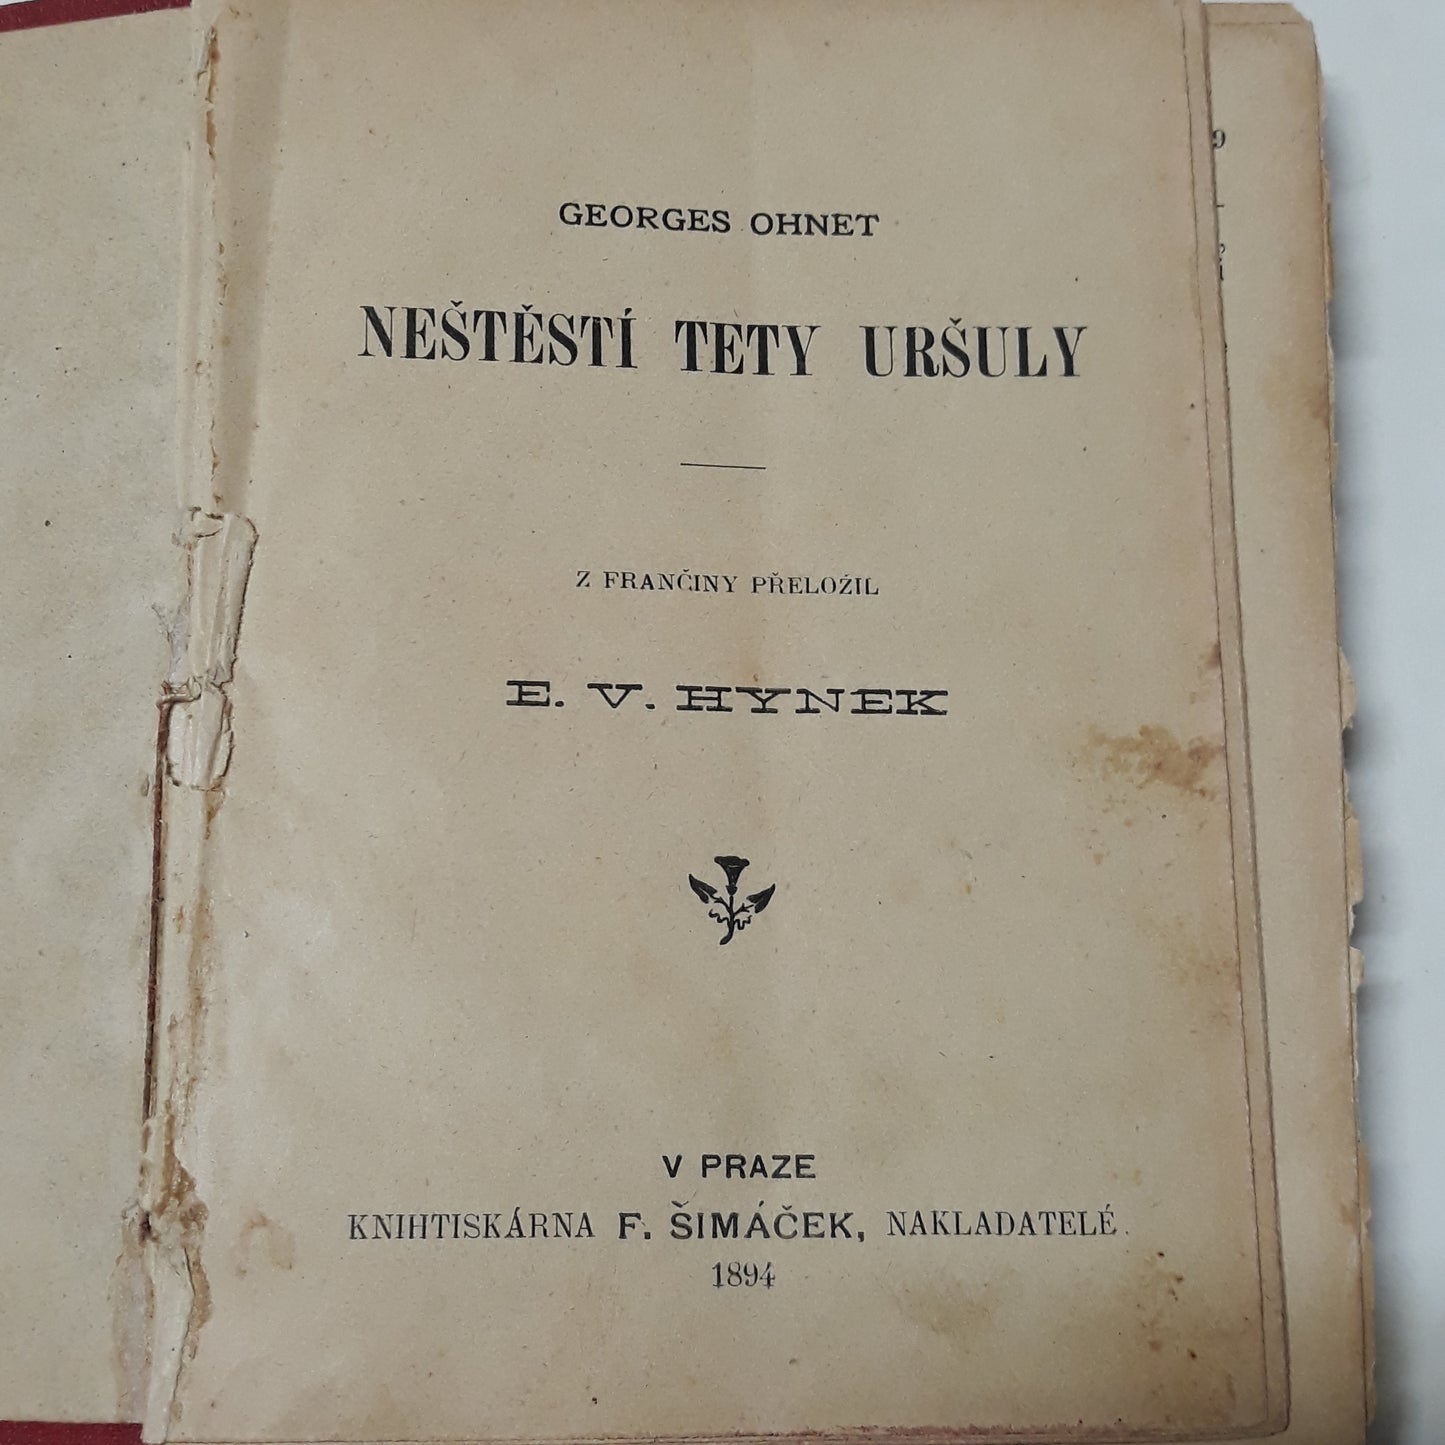 GEORGES OHNET
NEŠTĚSTÍ TETY URŠULY
Z FRANČINY PŘELOŽIL
E. V. HYNEK
V PRAZE
KNIHTISKÁRNA F. ŠIMÁČEK, NAKLADATELÉ.
1894